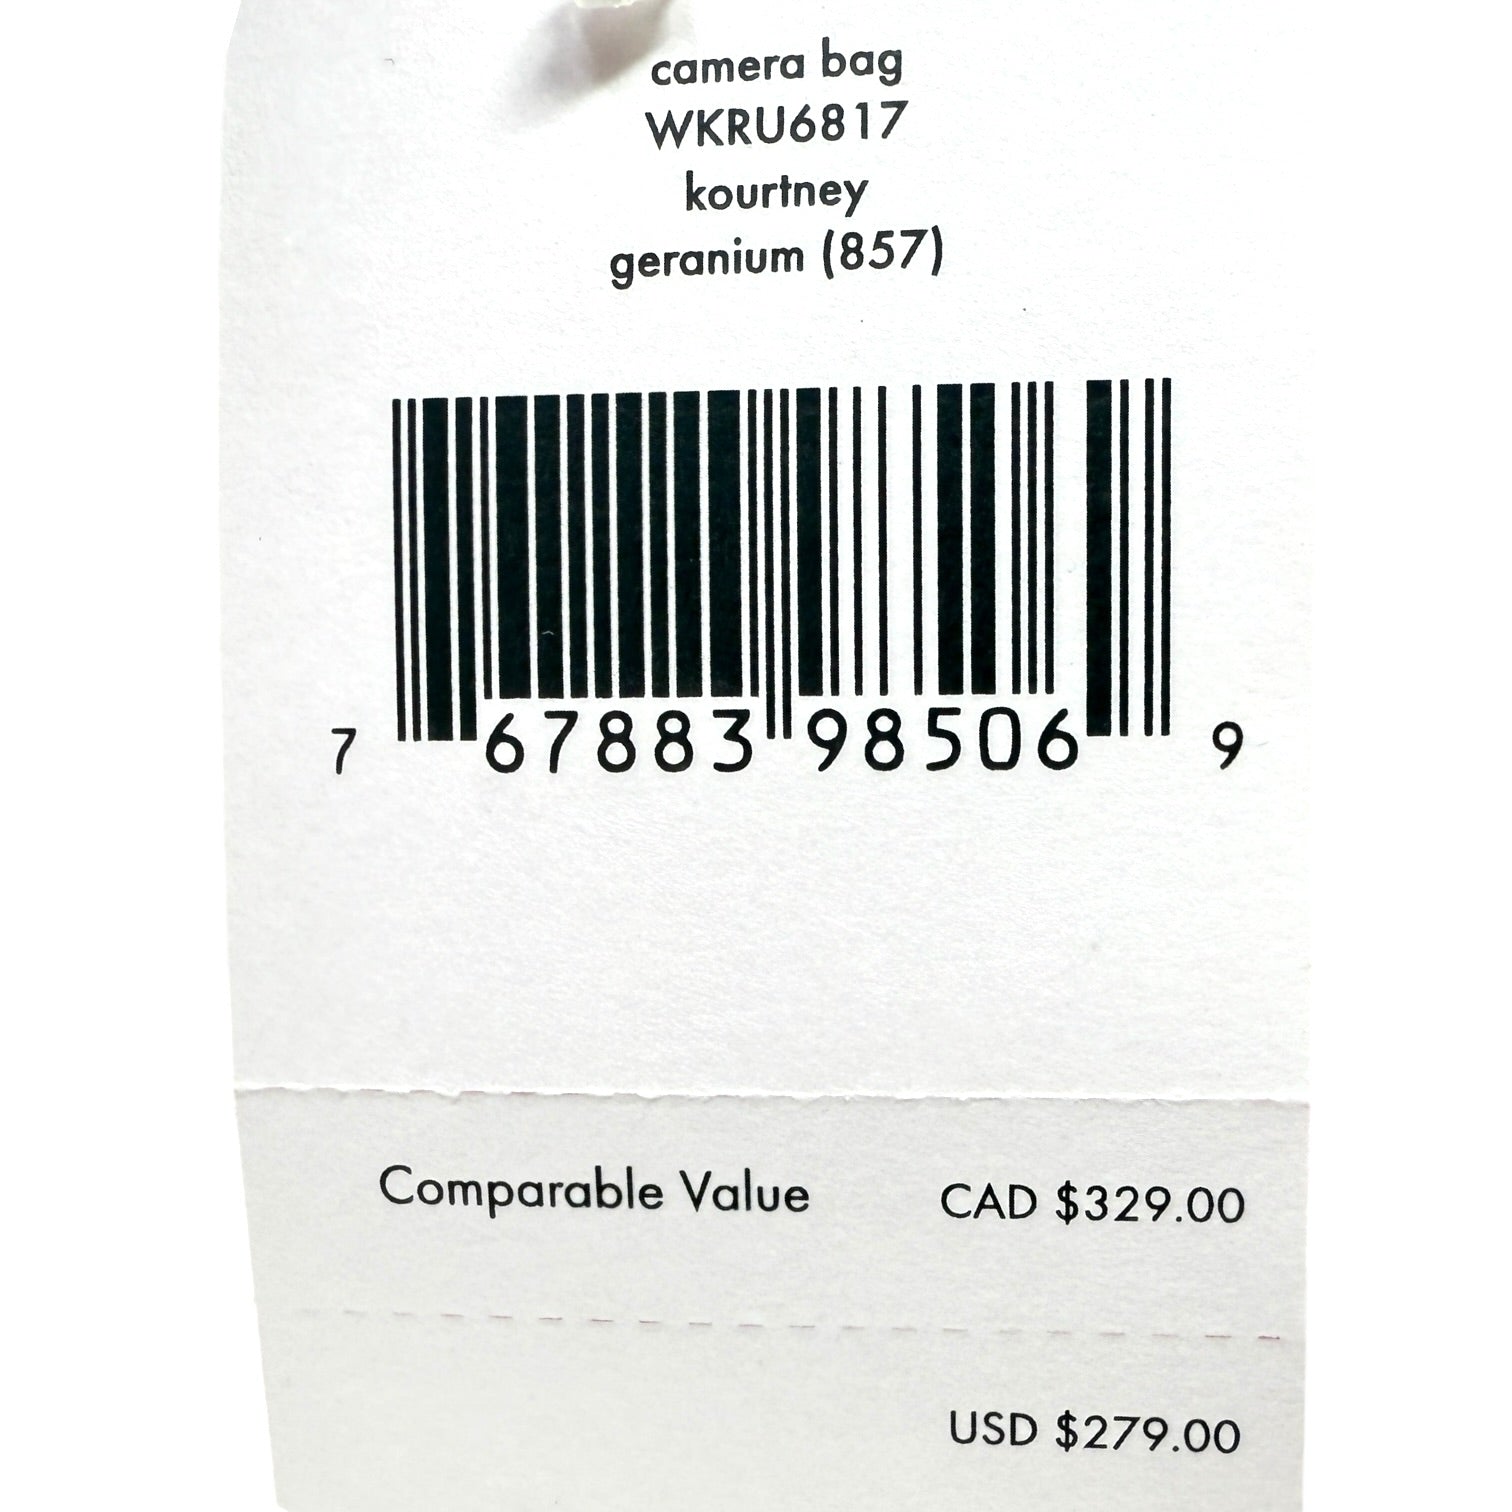 camera bag
WKRU6817
kourtney
geranium (857)
7 67883 98506 9
Comparable Value CAD $329.00
USD $279.00